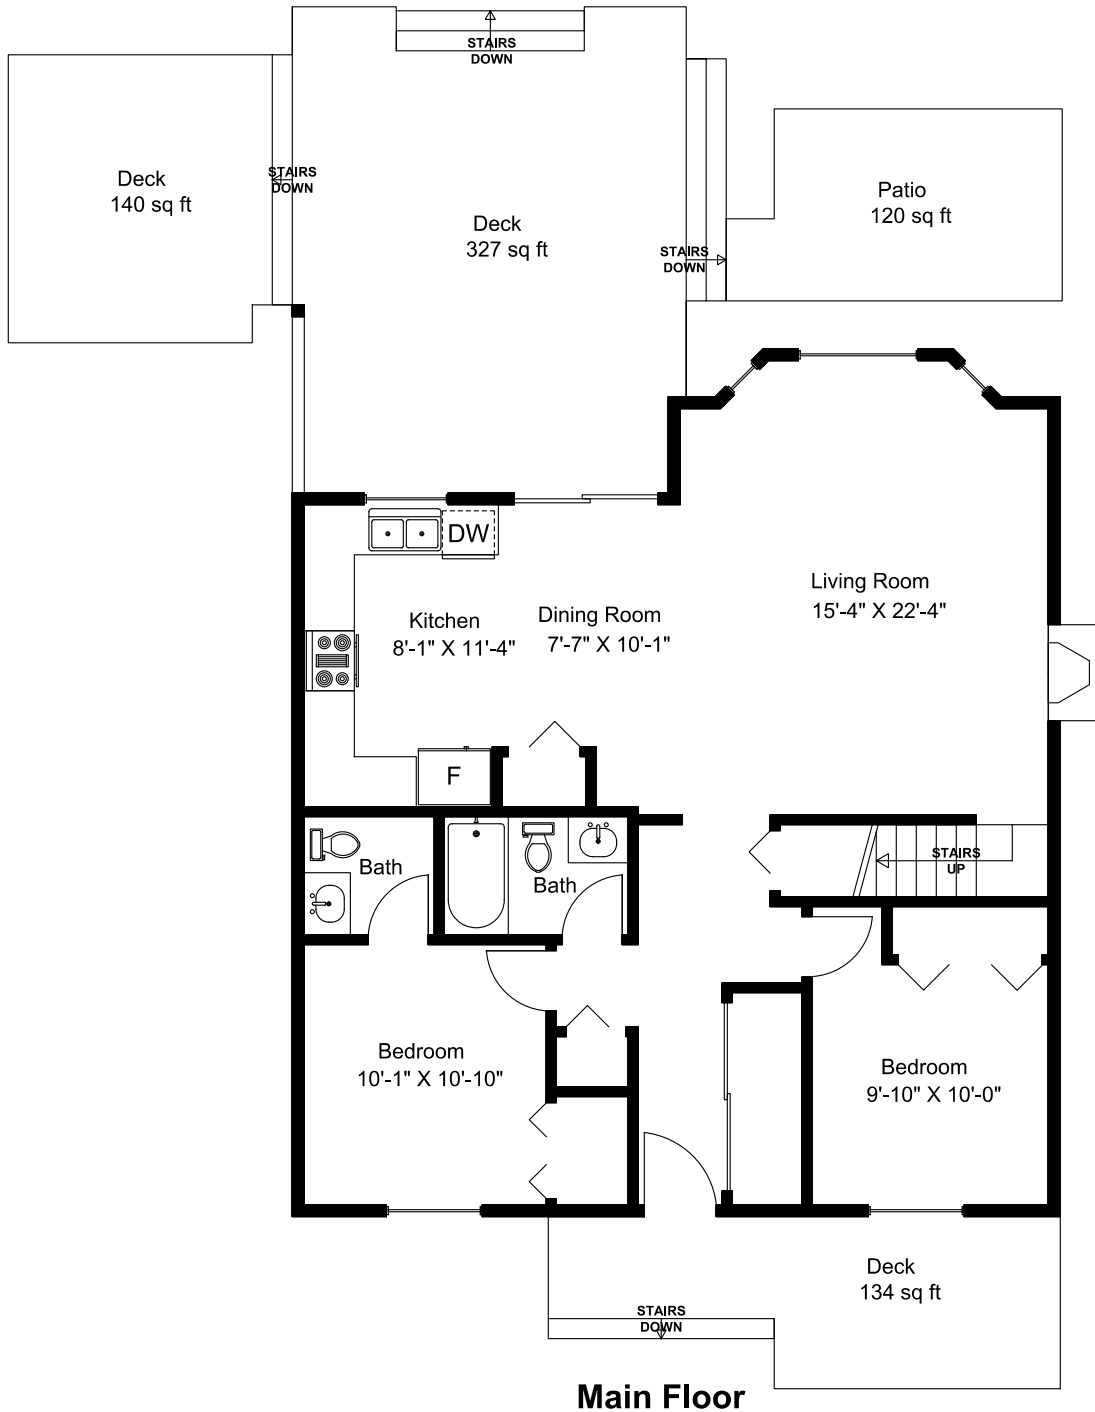 STAIRS
DOWN
Deck
140 sq ft
STAIRS
DOWN
Deck
327 sq ft
Patio
120 sq ft
STAIRS
DOWN
DW
Kitchen
8'-1" X 11'-4"
Dining Room
7'-7" X 10'-1"
Living Room
15'-4" X 22'-4"
F
Bath
Bath
STAIRS
UP
Bedroom
10'-1" X 10'-10"
Bedroom
9'-10" X 10'-0"
Deck
134 sq ft
STAIRS
DOWN
Main Floor